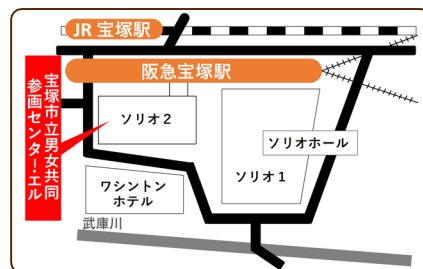 JR 宝塚駅
阪急宝塚駅
宝塚市立男女共同
参画センター・エル
ソリオ2
ソリオホール
ソリオ1
ワシントン
ホテル
武庫川